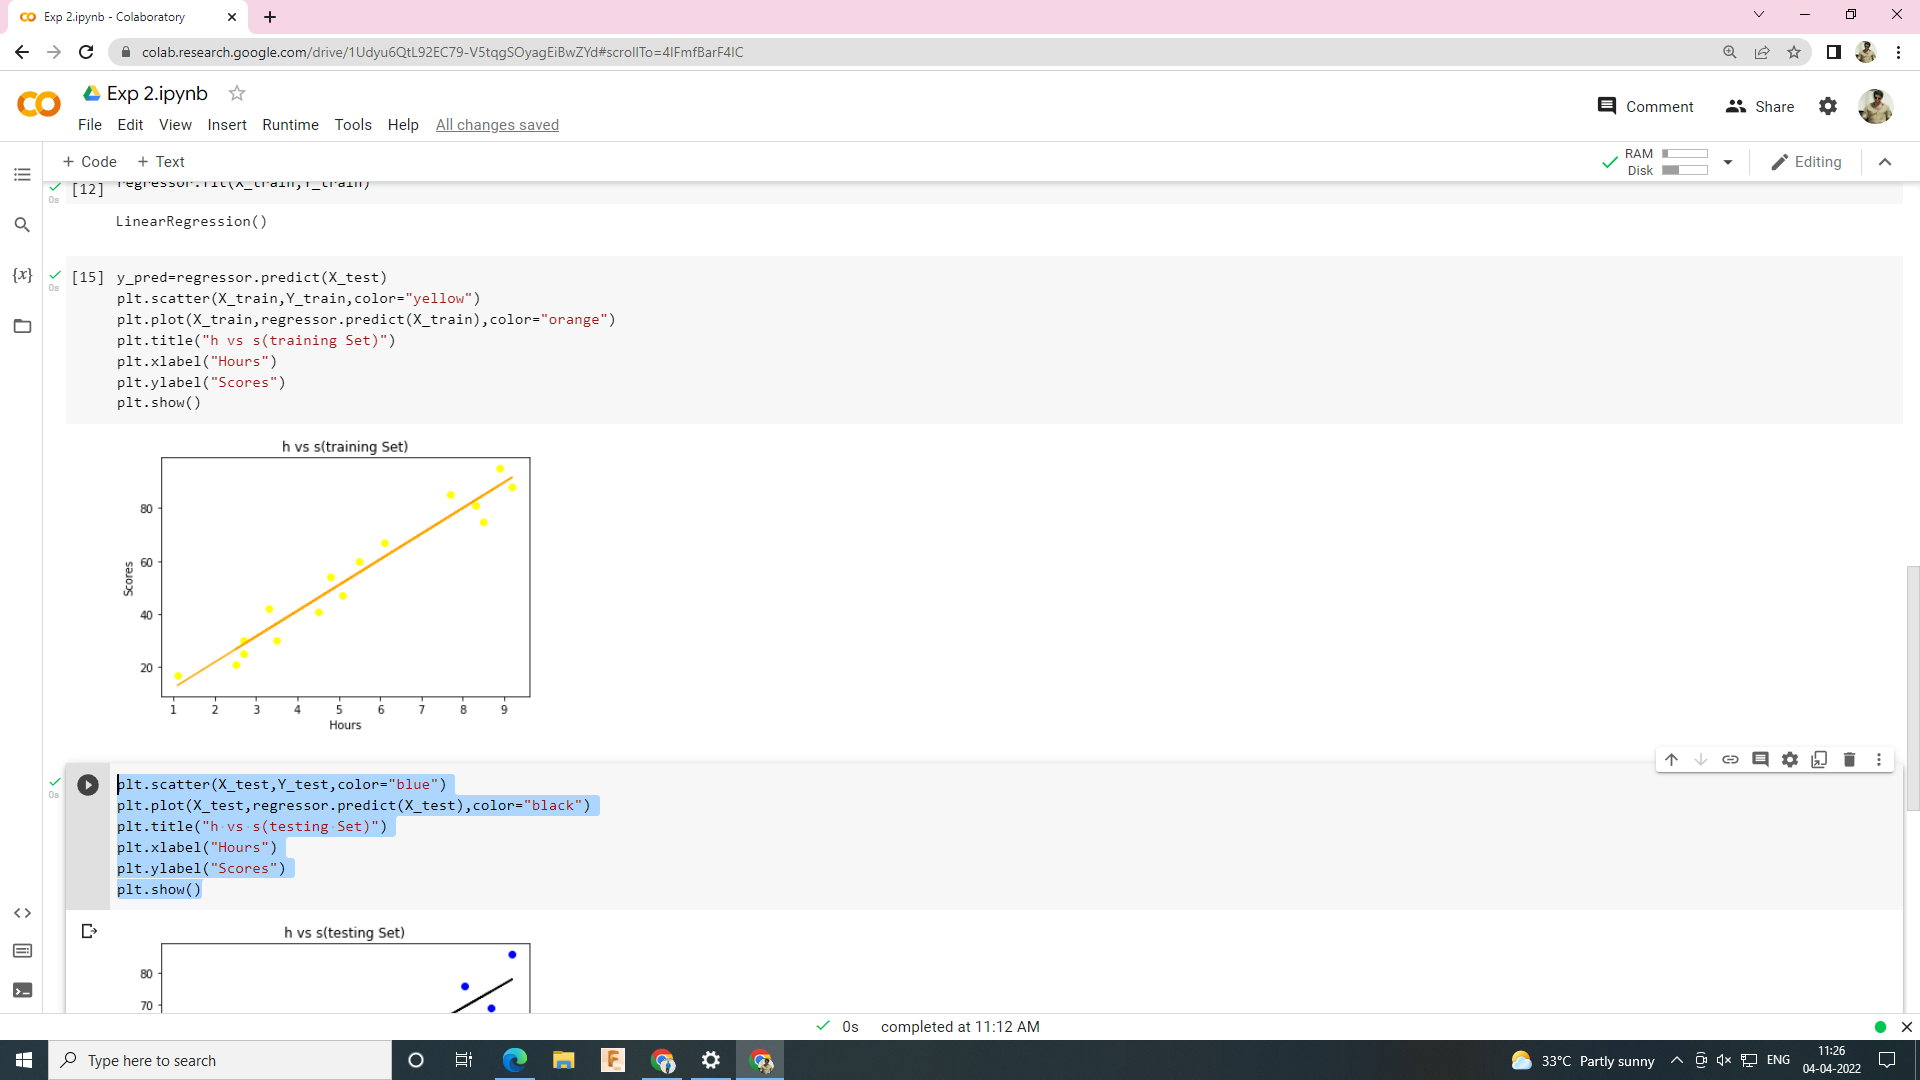 Exp 2.ipynb - Colaboratory
colab.research.google.com/drive/1Udyu6QtL92EC79-V5tqgSOyagEiBwZYd#scrollTo=4lFmfBarF4lC
Exp 2.ipynb
File Edit View Insert Runtime Tools Help All changes saved
Comment Share
+ Code + Text
RAM
Disk
Editing
[12] regressor.fit(X_train,Y_train)
0s
LinearRegression()
[15] y_pred=regressor.predict(X_test)
0s
plt.scatter(X_train,Y_train,color="yellow")
plt.plot(X_train,regressor.predict(X_train),color="orange")
plt.title("h vs s(training Set)")
plt.xlabel("Hours")
plt.ylabel("Scores")
plt.show()
h vs s(training Set)
80
60
40
20
Scores
1 2 3 4 5 6 7 8 9
Hours
plt.scatter(X_test,Y_test,color="blue")
0s
plt.plot(X_test,regressor.predict(X_test),color="black")
plt.title("h vs s(testing Set)")
plt.xlabel("Hours")
plt.ylabel("Scores")
plt.show()
h vs s(testing Set)
80
70
0s completed at 11:12 AM
Type here to search
33°C Partly sunny
ENG
11:26
04-04-2022